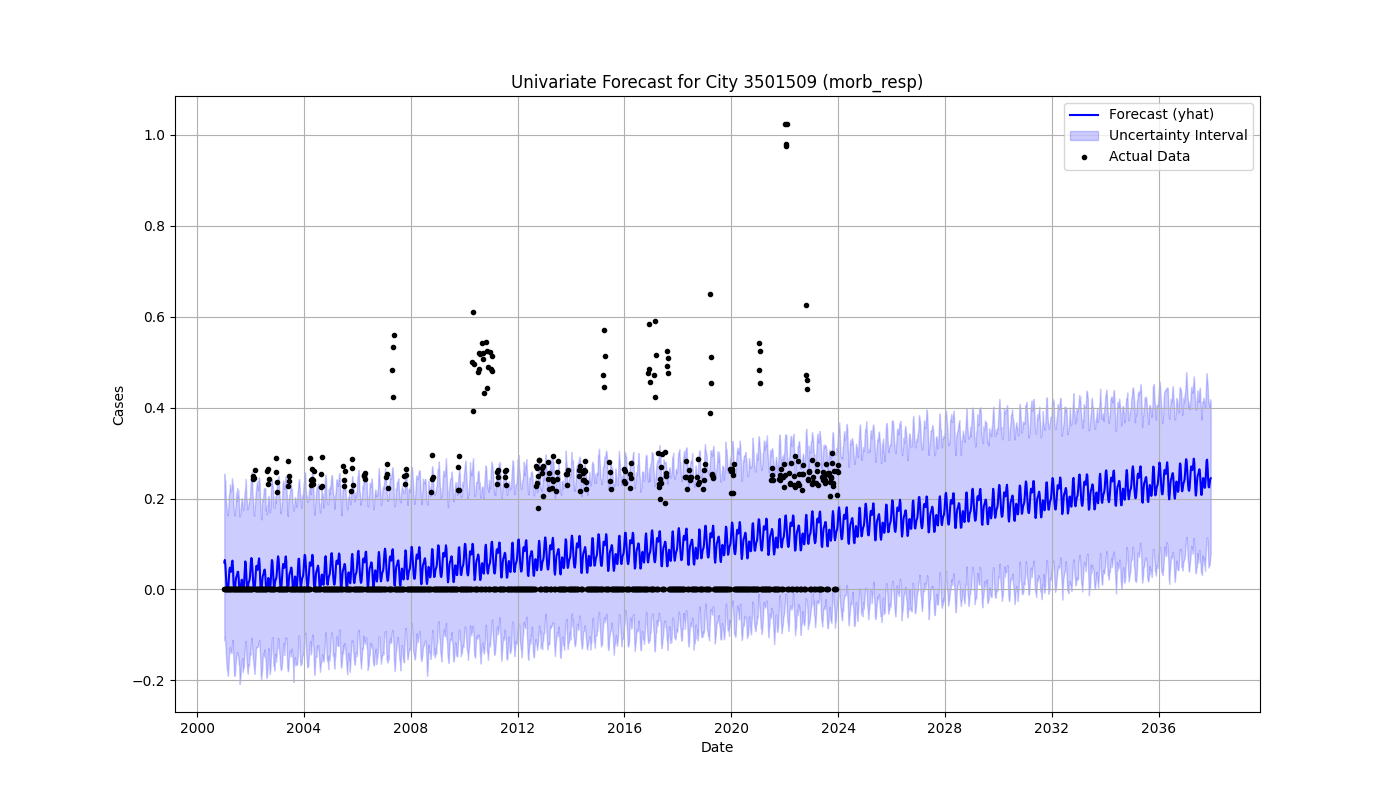 Univariate Forecast for City 3501509 (morb_resp)
Forecast (yhat)
Uncertainty Interval
Actual Data
Cases
1.0
0.8
0.6
0.4
0.2
0.0
−0.2
2000 2004 2008 2012 2016 2020 2024 2028 2032 2036
Date